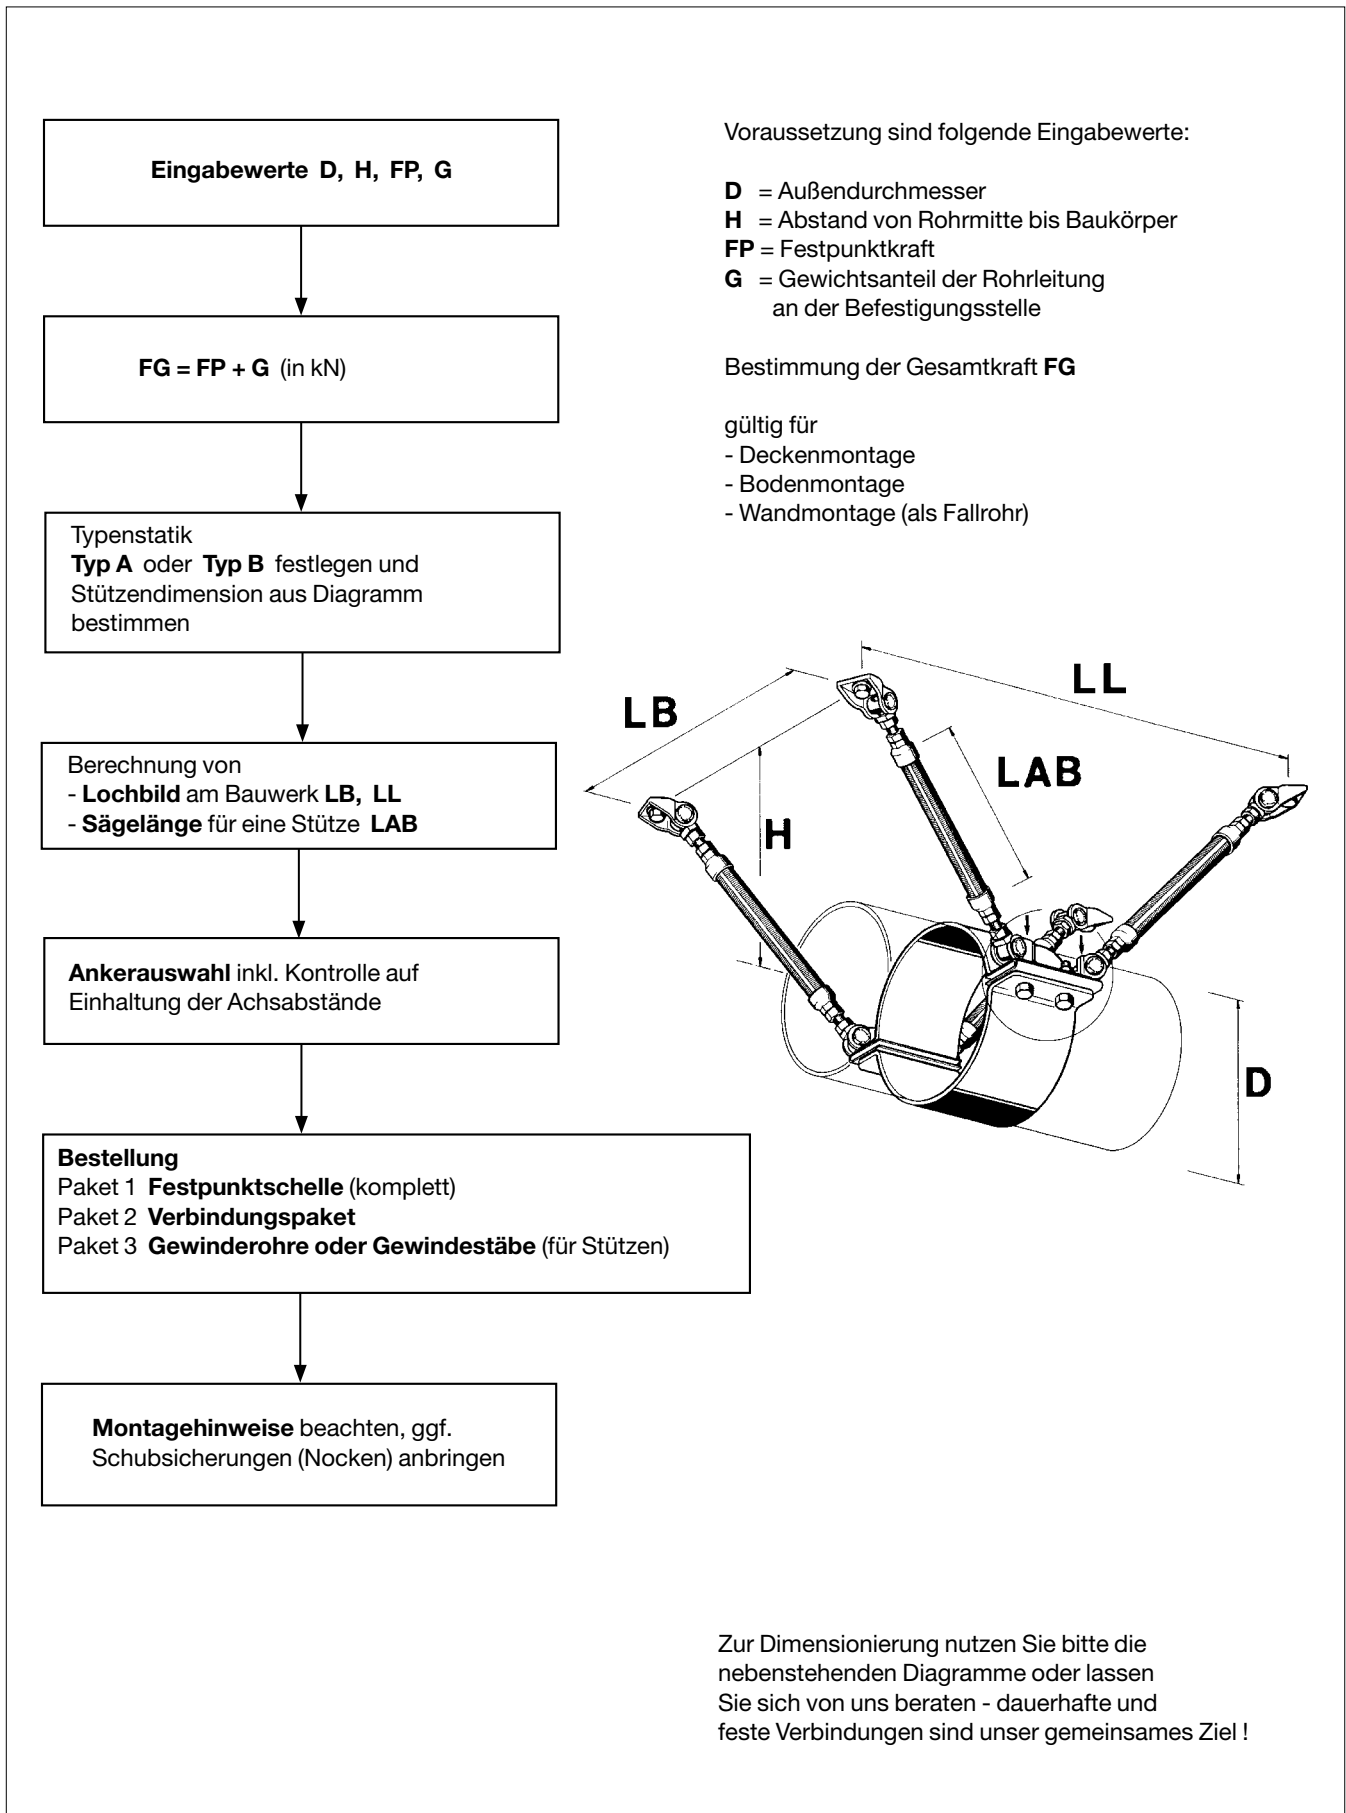 Eingabewerte D, H, FP, G
FG = FP + G (in kN)
Typenstatik
Typ A oder Typ B festlegen und
Stützendimension aus Diagramm
bestimmen
Berechnung von
- Lochbild am Bauwerk LB, LL
- Sägelänge für eine Stütze LAB
Ankerauswahl inkl. Kontrolle auf
Einhaltung der Achsabstände
Bestellung
Paket 1 Festpunktschelle (komplett)
Paket 2 Verbindungspaket
Paket 3 Gewinderohre oder Gewindestäbe (für Stützen)
Montagehinweise beachten, ggf.
Schubsicherungen (Nocken) anbringen
Voraussetzung sind folgende Eingabewerte:
D = Außendurchmesser
H = Abstand von Rohrmitte bis Baukörper
FP = Festpunktkraft
G = Gewichtsanteil der Rohrleitung
an der Befestigungsstelle
Bestimmung der Gesamtkraft FG
gültig für
- Deckenmontage
- Bodenmontage
- Wandmontage (als Fallrohr)
LL
LB
LAB
H
D
Zur Dimensionierung nutzen Sie bitte die
nebenstehenden Diagramme oder lassen
Sie sich von uns beraten - dauerhafte und
feste Verbindungen sind unser gemeinsames Ziel !